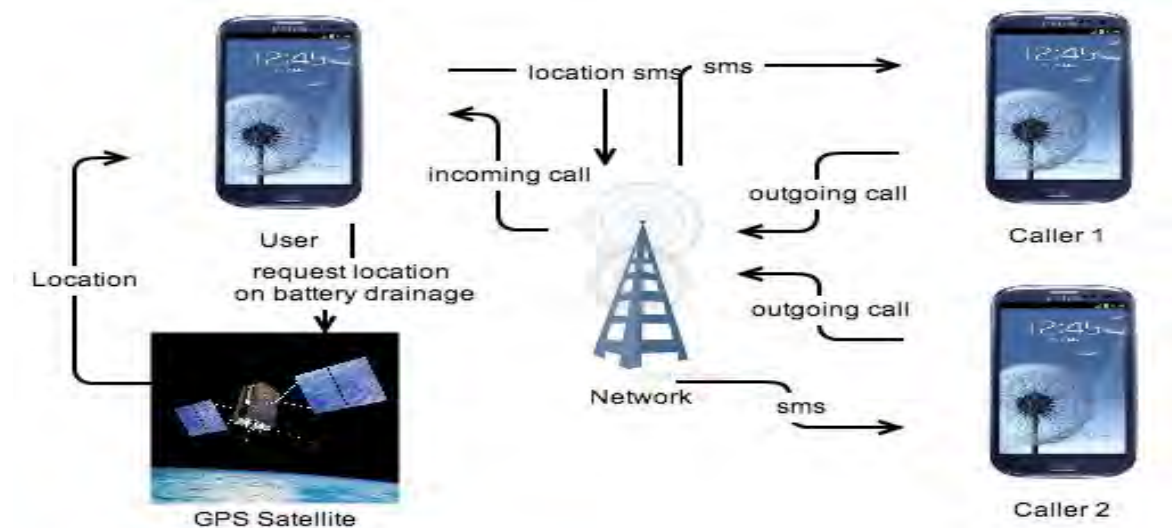 12:45
location sms
sms
12:45
incoming call
outgoing call
User
Caller 1
request location
on battery drainage
Location
outgoing call
12:45
Network
sms
GPS Satellite
Caller 2